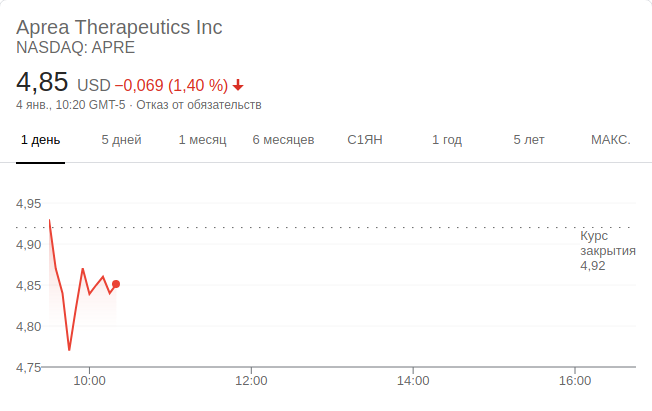 Aprea Therapeutics Inc
NASDAQ: APRE
4,85 USD −0,069 (1,40 %)
4 янв., 10:20 GMT-5 · Отказ от обязательств
1 день 5 дней 1 месяц 6 месяцев С1ЯН 1 год 5 лет МАКС.
4,95
Курс
закрытия
4,92
4,90
4,85
4,80
4,75
10:00 12:00 14:00 16:00